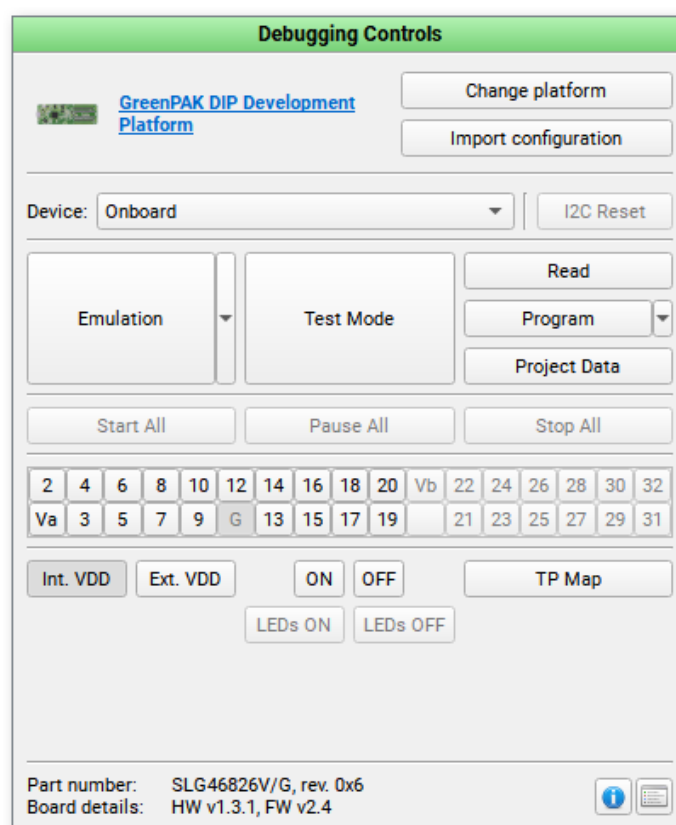 Debugging Controls
GreenPAK DIP Development
Platform
Change platform
Import configuration
Device: Onboard I2C Reset
Emulation Test Mode
Read
Program
Project Data
Start All Pause All Stop All
2 4 6 8 10 12 14 16 18 20 Vb 22 24 26 28 30 32
Va 3 5 7 9 G 13 15 17 19 21 23 25 27 29 31
Int. VDD Ext. VDD ON OFF TP Map
LEDs ON LEDs OFF
Part number: SLG46826V/G, rev. 0x6
Board details: HW v1.3.1, FW v2.4